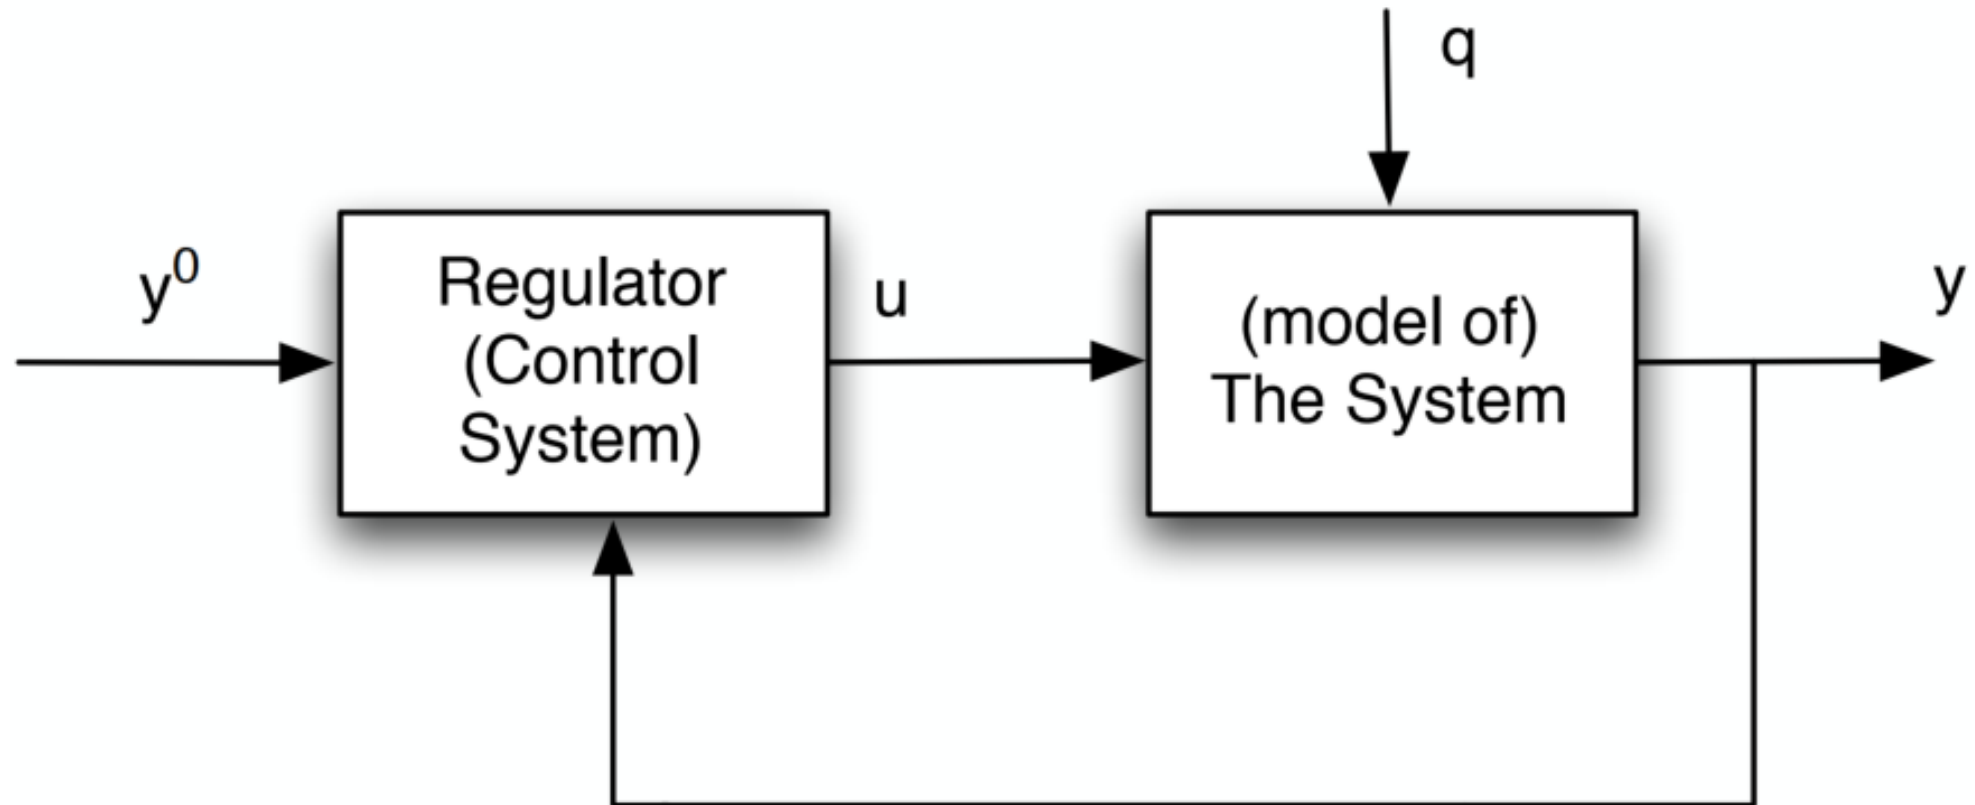 q
y⁰
Regulator
(Control
System)
u
(model of)
The System
y